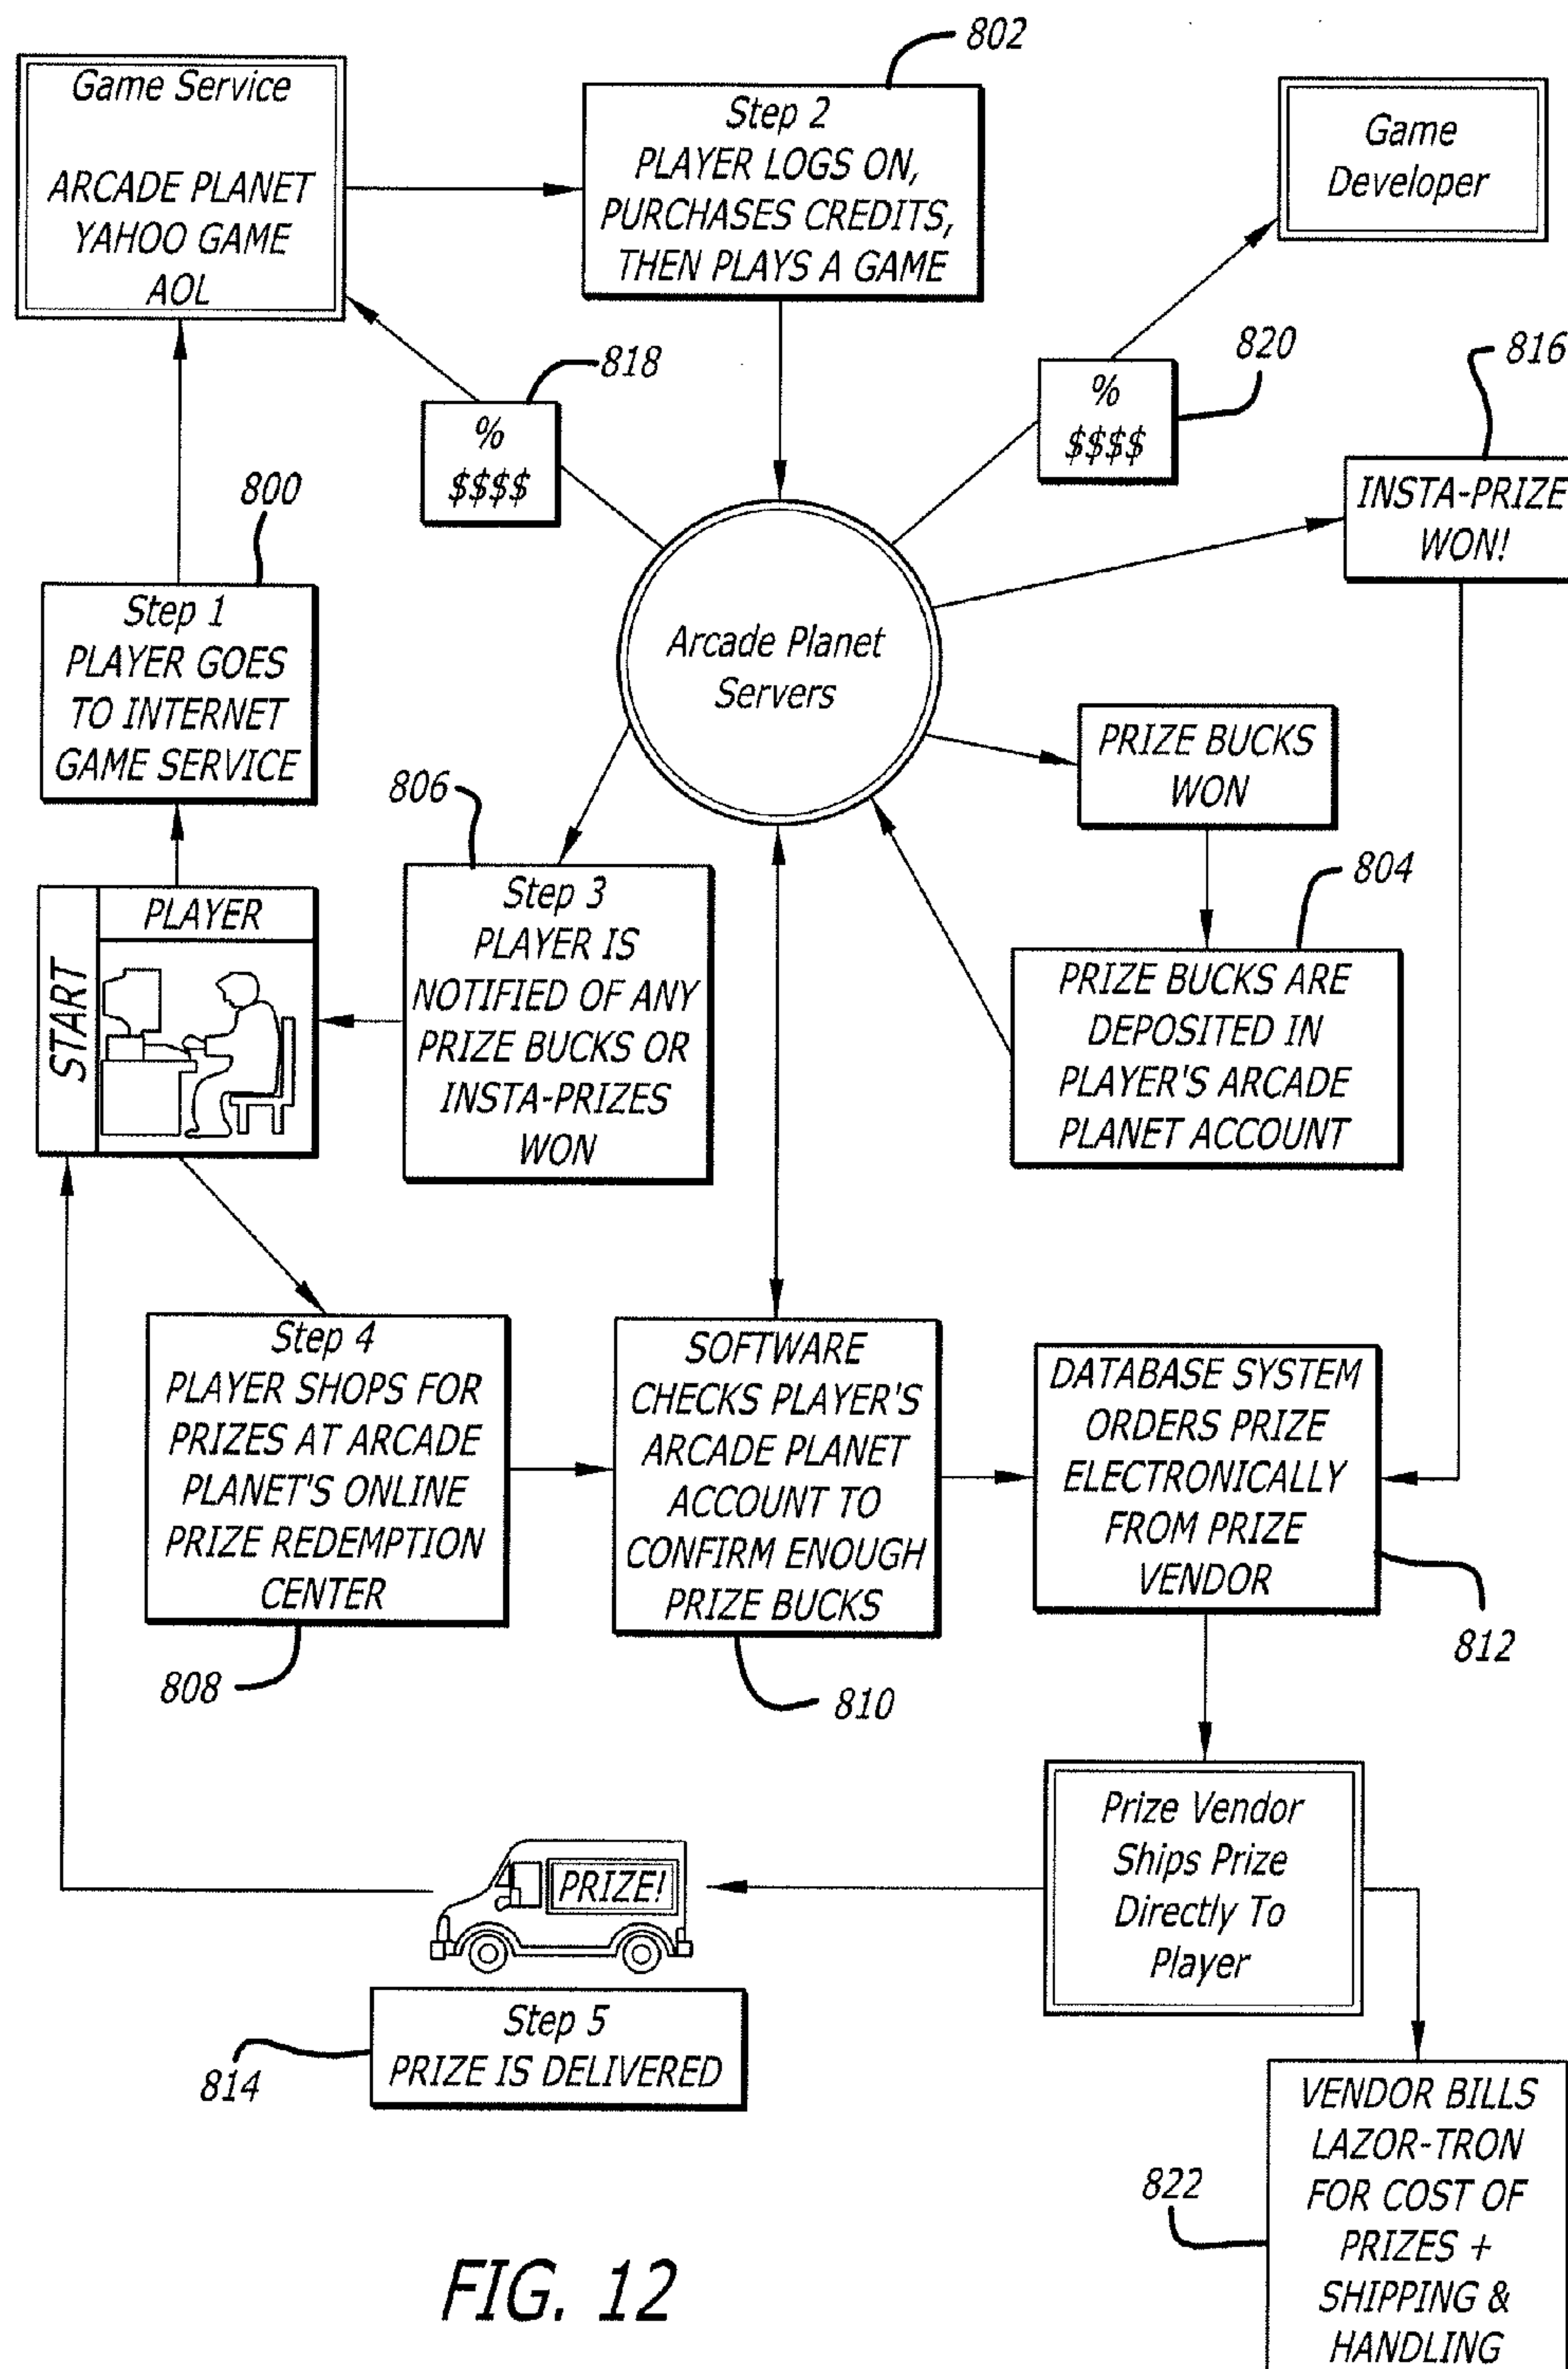 802
Game Service
ARCADE PLANET
YAHOO GAME
AOL
Step 2
PLAYER LOGS ON,
PURCHASES CREDITS,
THEN PLAYS A GAME
Game
Developer
818
%
$$$$
820
%
$$$$
816
INSTA-PRIZE
WON!
800
Step 1
PLAYER GOES
TO INTERNET
GAME SERVICE
Arcade Planet
Servers
PRIZE BUCKS
WON
806
804
START
PLAYER
Step 3
PLAYER IS
NOTIFIED OF ANY
PRIZE BUCKS OR
INSTA-PRIZES
WON
PRIZE BUCKS ARE
DEPOSITED IN
PLAYER'S ARCADE
PLANET ACCOUNT
Step 4
PLAYER SHOPS FOR
PRIZES AT ARCADE
PLANET'S ONLINE
PRIZE REDEMPTION
CENTER
808
SOFTWARE
CHECKS PLAYER'S
ARCADE PLANET
ACCOUNT TO
CONFIRM ENOUGH
PRIZE BUCKS
810
DATABASE SYSTEM
ORDERS PRIZE
ELECTRONICALLY
FROM PRIZE
VENDOR
812
Prize Vendor
Ships Prize
Directly To
Player
PRIZE!
Step 5
PRIZE IS DELIVERED
814
VENDOR BILLS
LAZOR-TRON
FOR COST OF
PRIZES +
SHIPPING &
HANDLING
822
FIG. 12